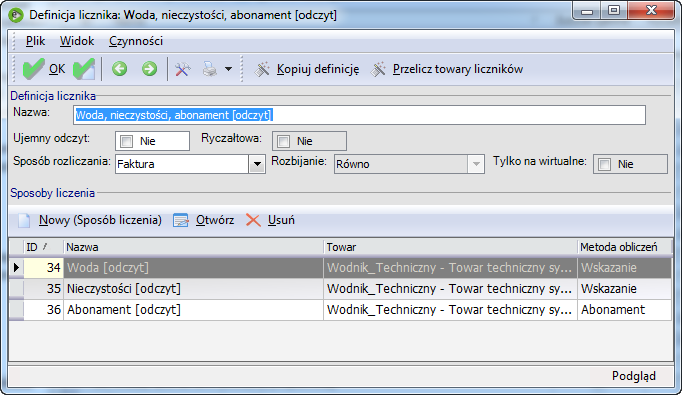 Definicja licznika: Woda, nieczystości, abonament [odczyt]
Plik Widok Czynności
OK Kopiuj definicję Przelicz towary liczników
Definicja licznika
Nazwa: Woda, nieczystości, abonament [odczyt]
Ujemny odczyt: Nie Ryczałtowa: Nie
Sposób rozliczania: Faktura Rozbijanie: Równo Tylko na wirtualne: Nie
Sposoby liczenia
Nowy (Sposób liczenia) Otwórz Usuń
ID Nazwa Towar Metoda obliczeń
34 Woda [odczyt] Wodnik_Techniczny - Towar techniczny sy... Wskazanie
35 Nieczystości [odczyt] Wodnik_Techniczny - Towar techniczny sy... Wskazanie
36 Abonament [odczyt] Wodnik_Techniczny - Towar techniczny sy... Abonament
Podgląd